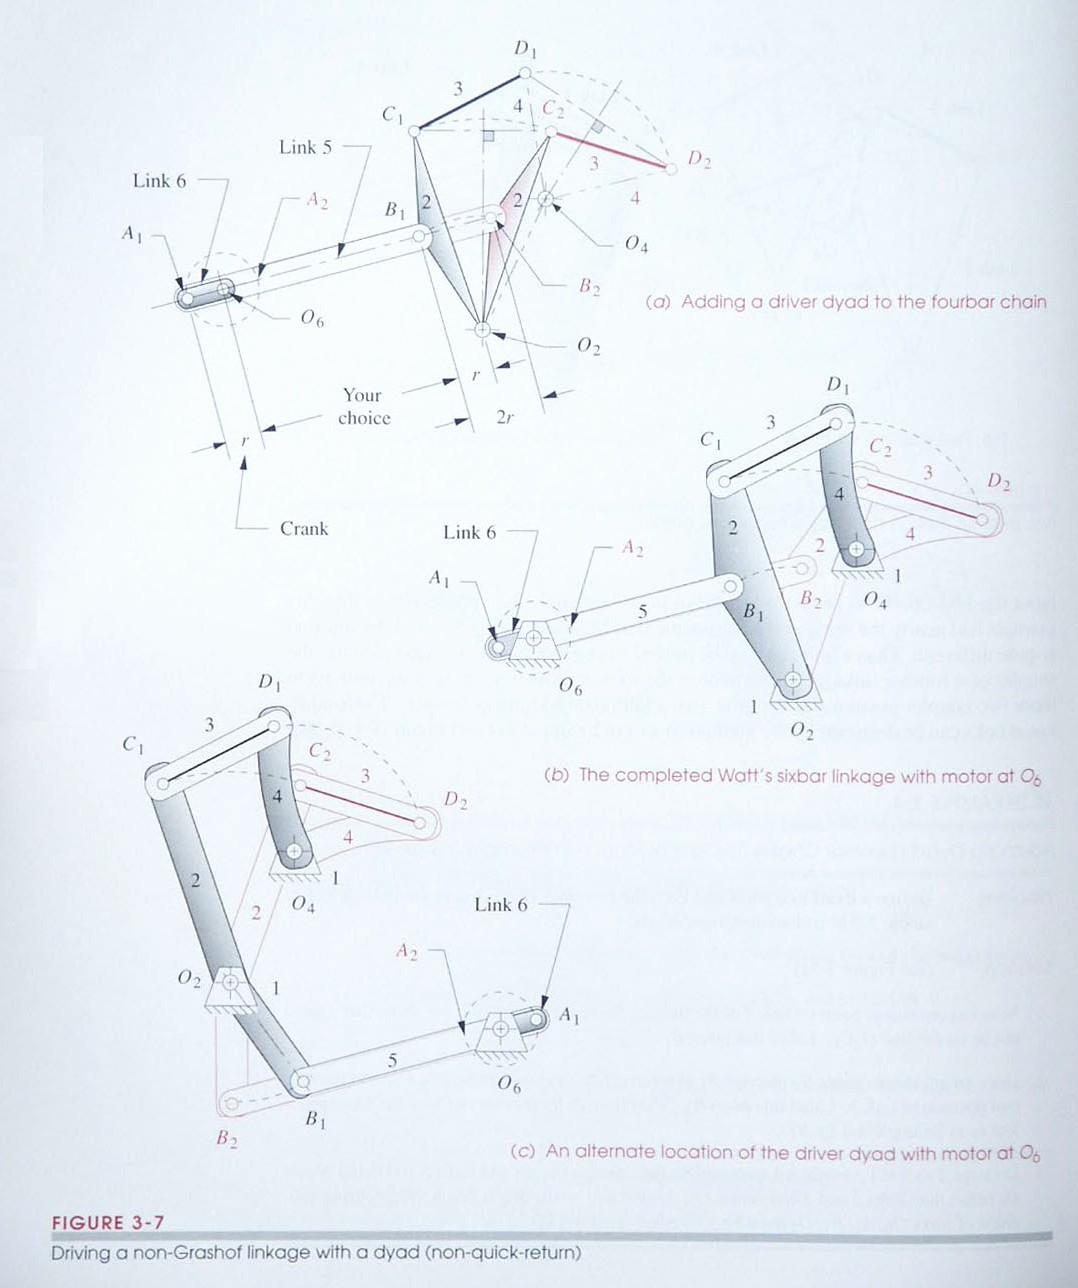 D1
3
4
C2
C1
Link 5
3
D2
Link 6
A2
B1
2
2
4
A1
O4
B2
(a) Adding a driver dyad to the fourbar chain
O6
O2
r
Your
choice
2r
r
Crank
D1
3
C1
C2
3
D2
4
2
4
Link 6
A2
2
A1
1
5
B1
B2
O4
O6
1
O2
D1
3
C1
C2
3
D2
(b) The completed Watt's sixbar linkage with motor at O6
4
4
2
1
O4
2
Link 6
A2
O2
1
A1
5
O6
B1
B2
(c) An alternate location of the driver dyad with motor at O6
FIGURE 3-7
Driving a non-Grashof linkage with a dyad (non-quick-return)